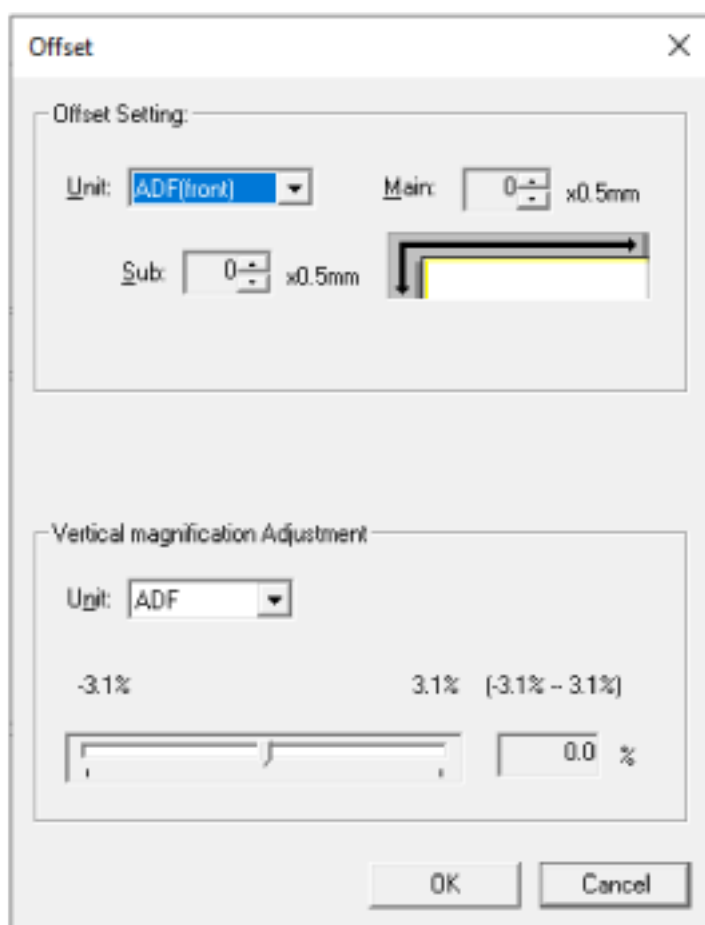 Offset
Offset Setting:
Unit: ADF(front) Main: 0 x0.5mm
Sub: 0 x0.5mm
Vertical magnification Adjustment
Unit: ADF
-3.1% 3.1% (-3.1% -- 3.1%)
0.0 %
OK Cancel